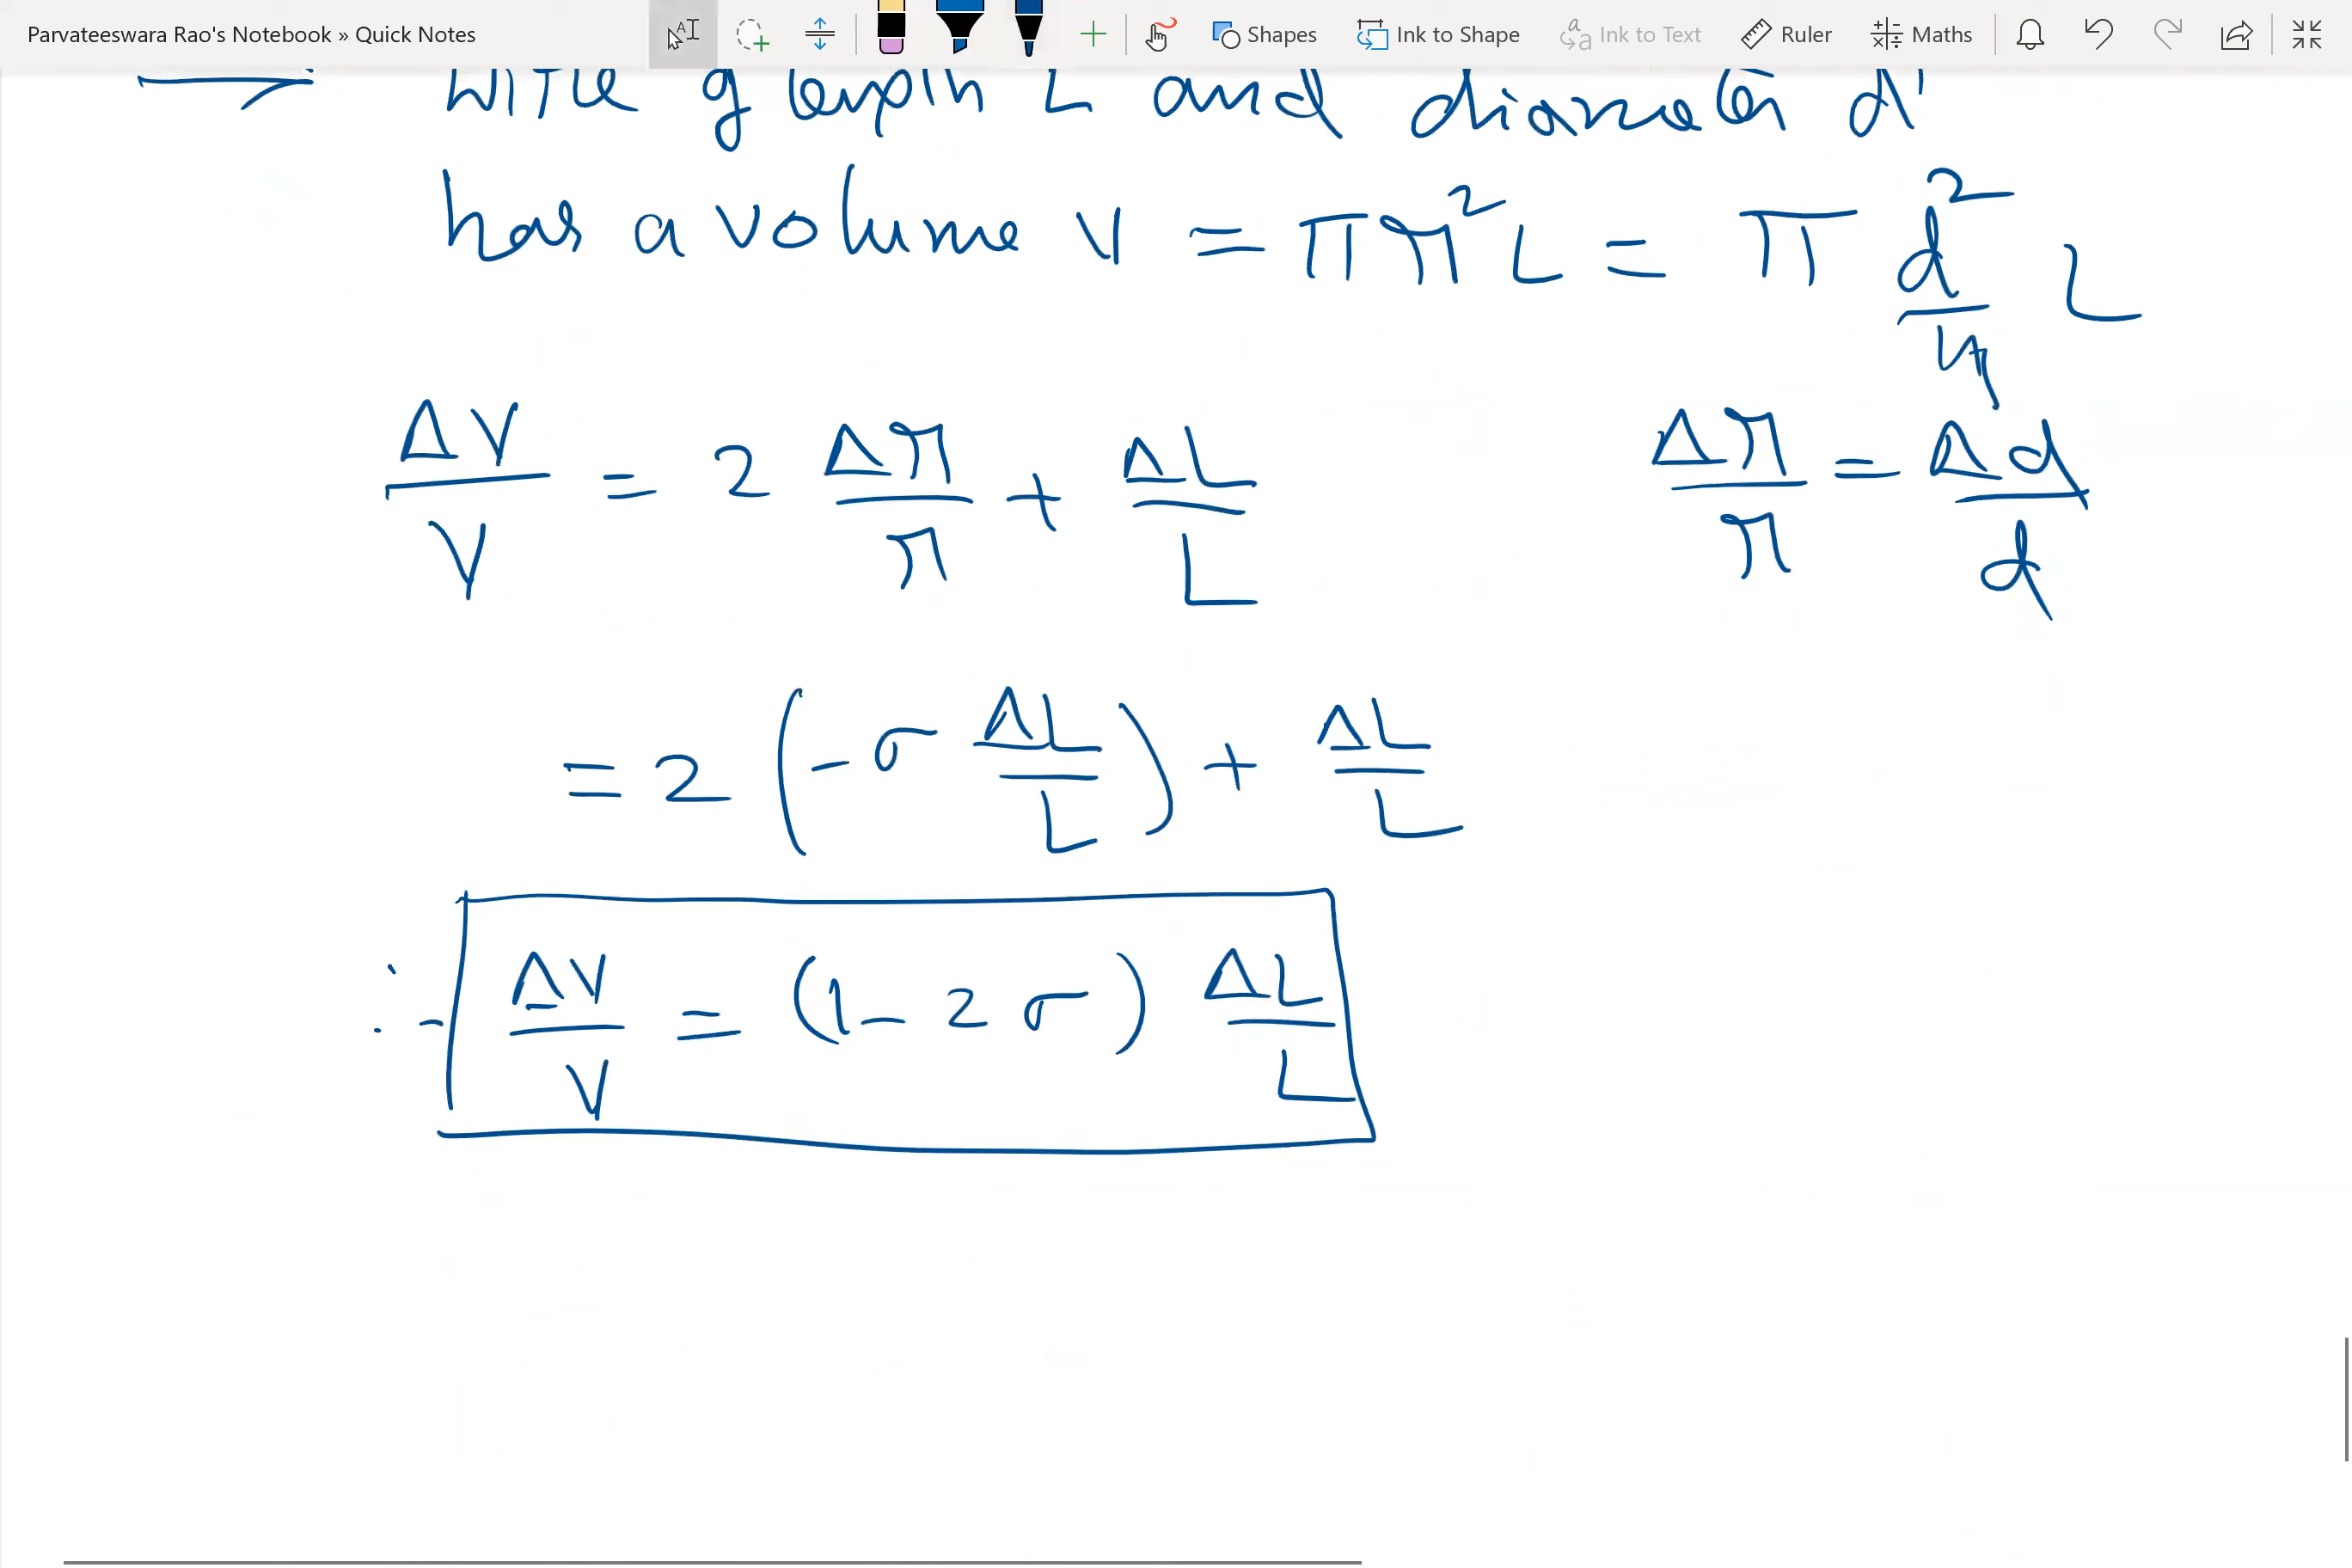 Parvateeswara Rao's Notebook » Quick Notes Shapes Ink to Shape Ink to Text Ruler Maths
wire of length L and diameter 'd'
has a volume V = πr²L = π d²/4 L
ΔV/V = 2 Δr/r + ΔL/L Δr/r = Δd/d
= 2 (-σ ΔL/L) + ΔL/L
∴ ΔV/V = (1 - 2σ) ΔL/L